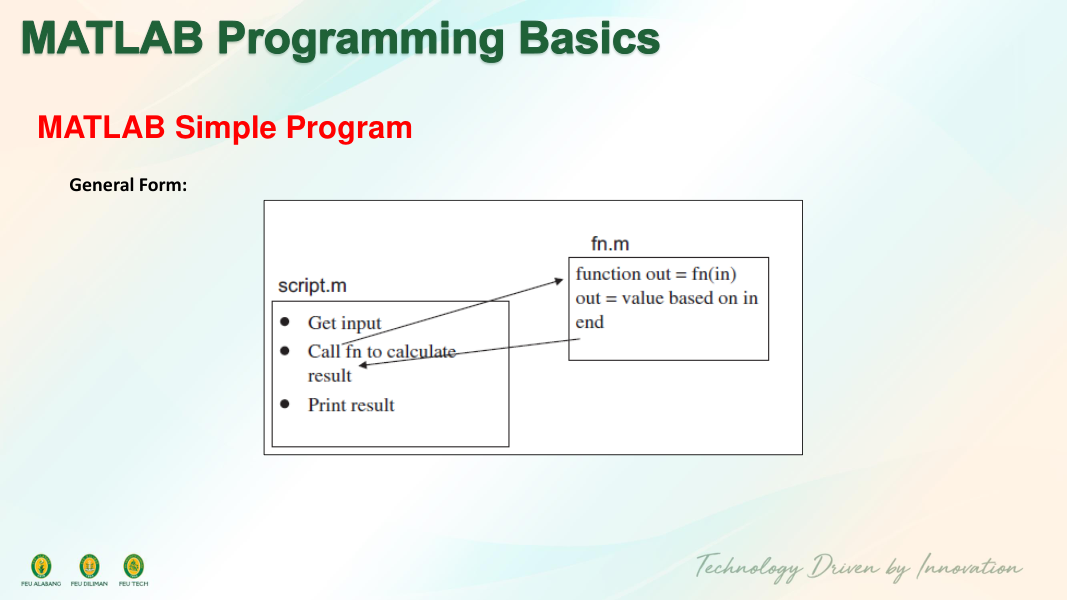 MATLAB Programming Basics
MATLAB Simple Program
General Form:
fn.m
function out = fn(in)
out = value based on in
end
script.m
● Get input
● Call fn to calculate
result
● Print result
FEU ALABANG FEU DILIMAN FEU TECH
Technology Driven by Innovation